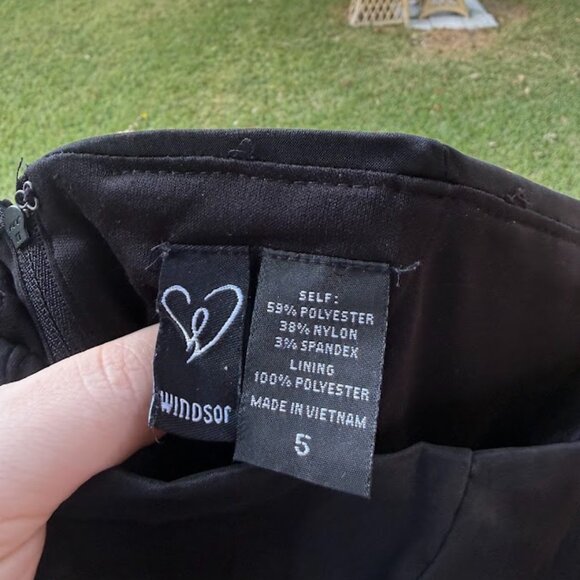 WINDSOR
SELF:
59% POLYESTER
38% NYLON
3% SPANDEX
LINING
100% POLYESTER
MADE IN VIETNAM
5